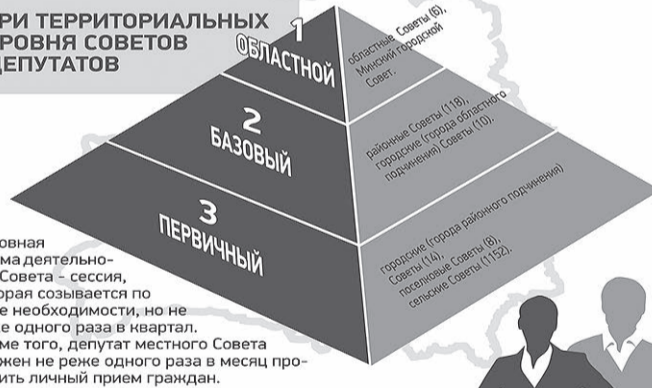 РИ ТЕРРИТОРИАЛЬНЫХ
РОВНЯ СОВЕТОВ
ЕПУТАТОВ
1
ОБЛАСТНОЙ
областные Советы (6),
Минский городской
Совет.
2
БАЗОВЫЙ
районные Советы (118),
городские (города областного
подчинения) Советы (10).
3
ПЕРВИЧНЫЙ
городские (города районного подчинения)
Советы (14),
поселковые Советы (8),
сельские Советы (1152).
овная
ма деятельно-
Совета – сессия,
орая созывается по
е необходимости, но не
е одного раза в квартал.
ме того, депутат местного Совета
жен не реже одного раза в месяц про-
ить личный прием граждан.